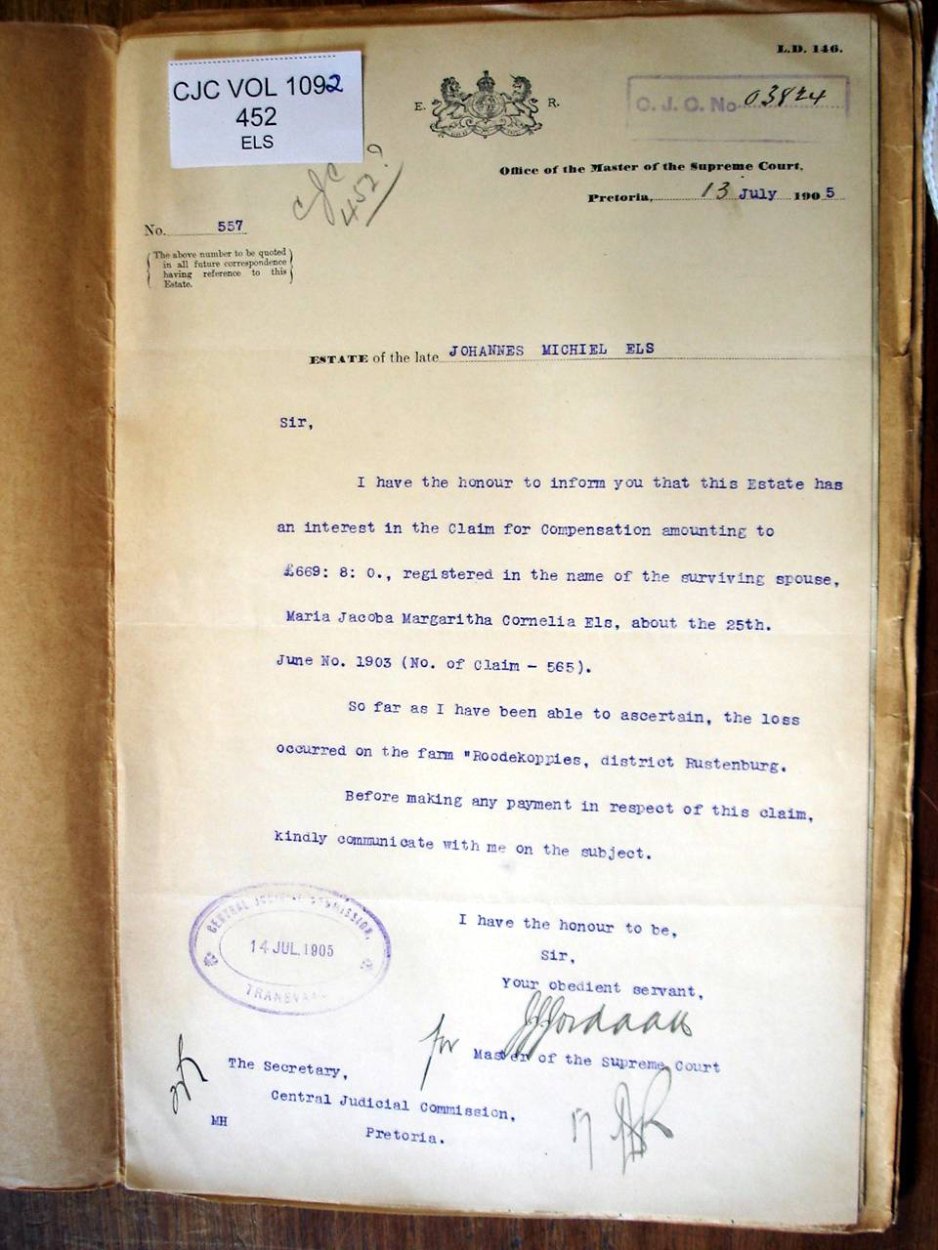 L.D. 146.
CJC VOL 1092
452
ELS
E. R.
C. J. C. No 03824
CJC
452?
Office of the Master of the Supreme Court,
Pretoria, 13 July 1905
No. 557
The above number to be quoted
in all future correspondence
having reference to this
Estate.
ESTATE of the late JOHANNES MICHIEL ELS
Sir,
I have the honour to inform you that this Estate has
an interest in the Claim for Compensation amounting to
£669: 8: 0., registered in the name of the surviving spouse,
Maria Jacoba Margaritha Cornelia Els, about the 25th.
June No. 1903 (No. of Claim - 565).
So far as I have been able to ascertain, the loss
occurred on the farm "Roodekoppies, district Rustenburg.
Before making any payment in respect of this claim,
kindly communicate with me on the subject.
I have the honour to be,
Sir,
Your obedient servant,
Jordaan
for Master of the Supreme Court
CENTRAL JUDICIAL COMMISSION,
14 JUL. 1905
TRANSVAAL
The Secretary,
Central Judicial Commission,
MH
Pretoria.